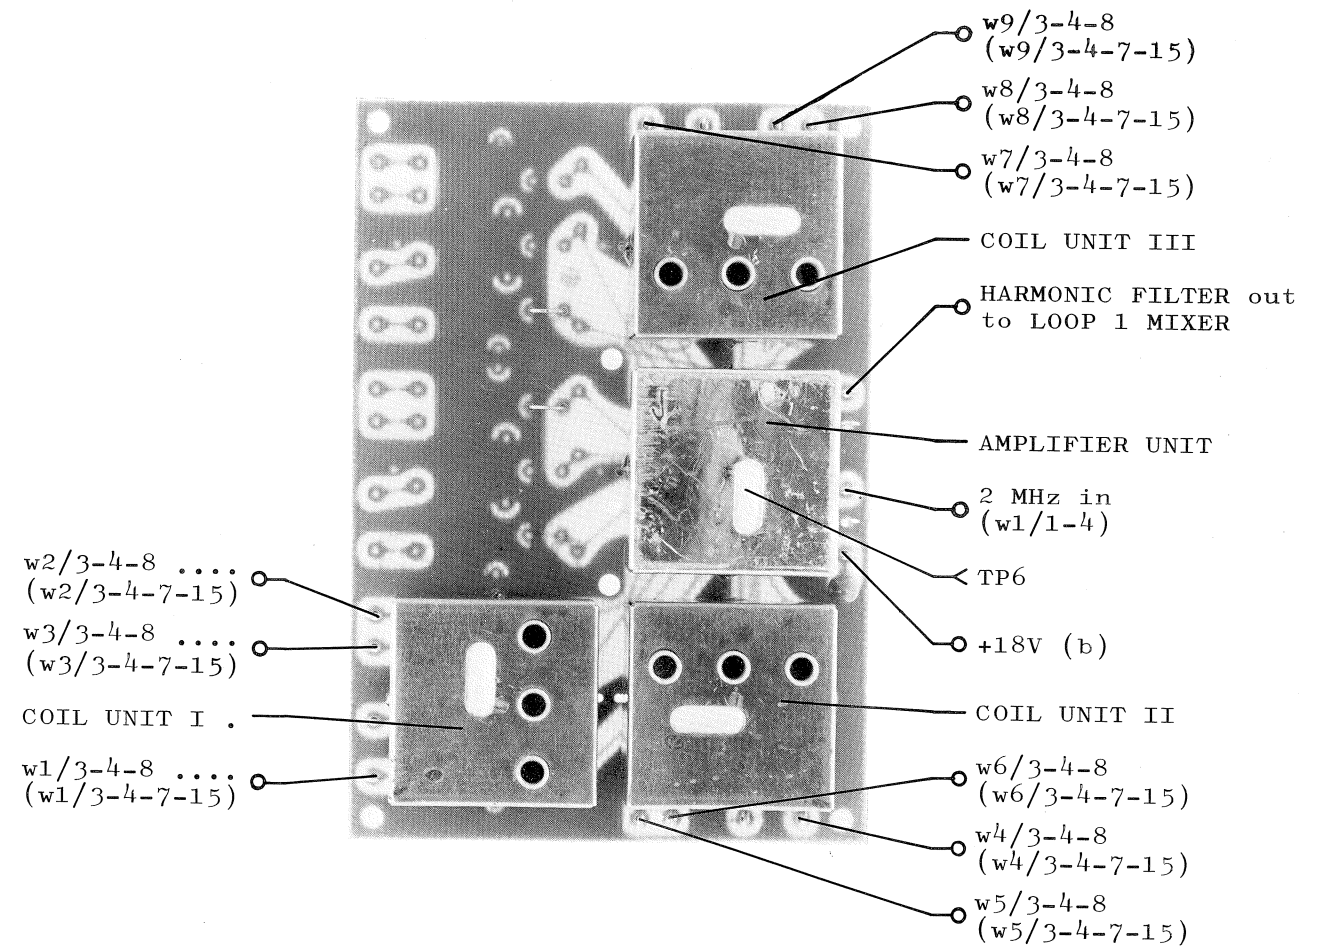 w9/3-4-8
(w9/3-4-7-15)
w8/3-4-8
(w8/3-4-7-15)
w7/3-4-8
(w7/3-4-7-15)
COIL UNIT III
HARMONIC FILTER out
to LOOP 1 MIXER
AMPLIFIER UNIT
2 MHz in
(w1/1-4)
TP6
+18V (b)
COIL UNIT II
w6/3-4-8
(w6/3-4-7-15)
w4/3-4-8
(w4/3-4-7-15)
w5/3-4-8
(w5/3-4-7-15)
w2/3-4-8 ....
(w2/3-4-7-15)
w3/3-4-8 ....
(w3/3-4-7-15)
COIL UNIT I .
w1/3-4-8 ....
(w1/3-4-7-15)